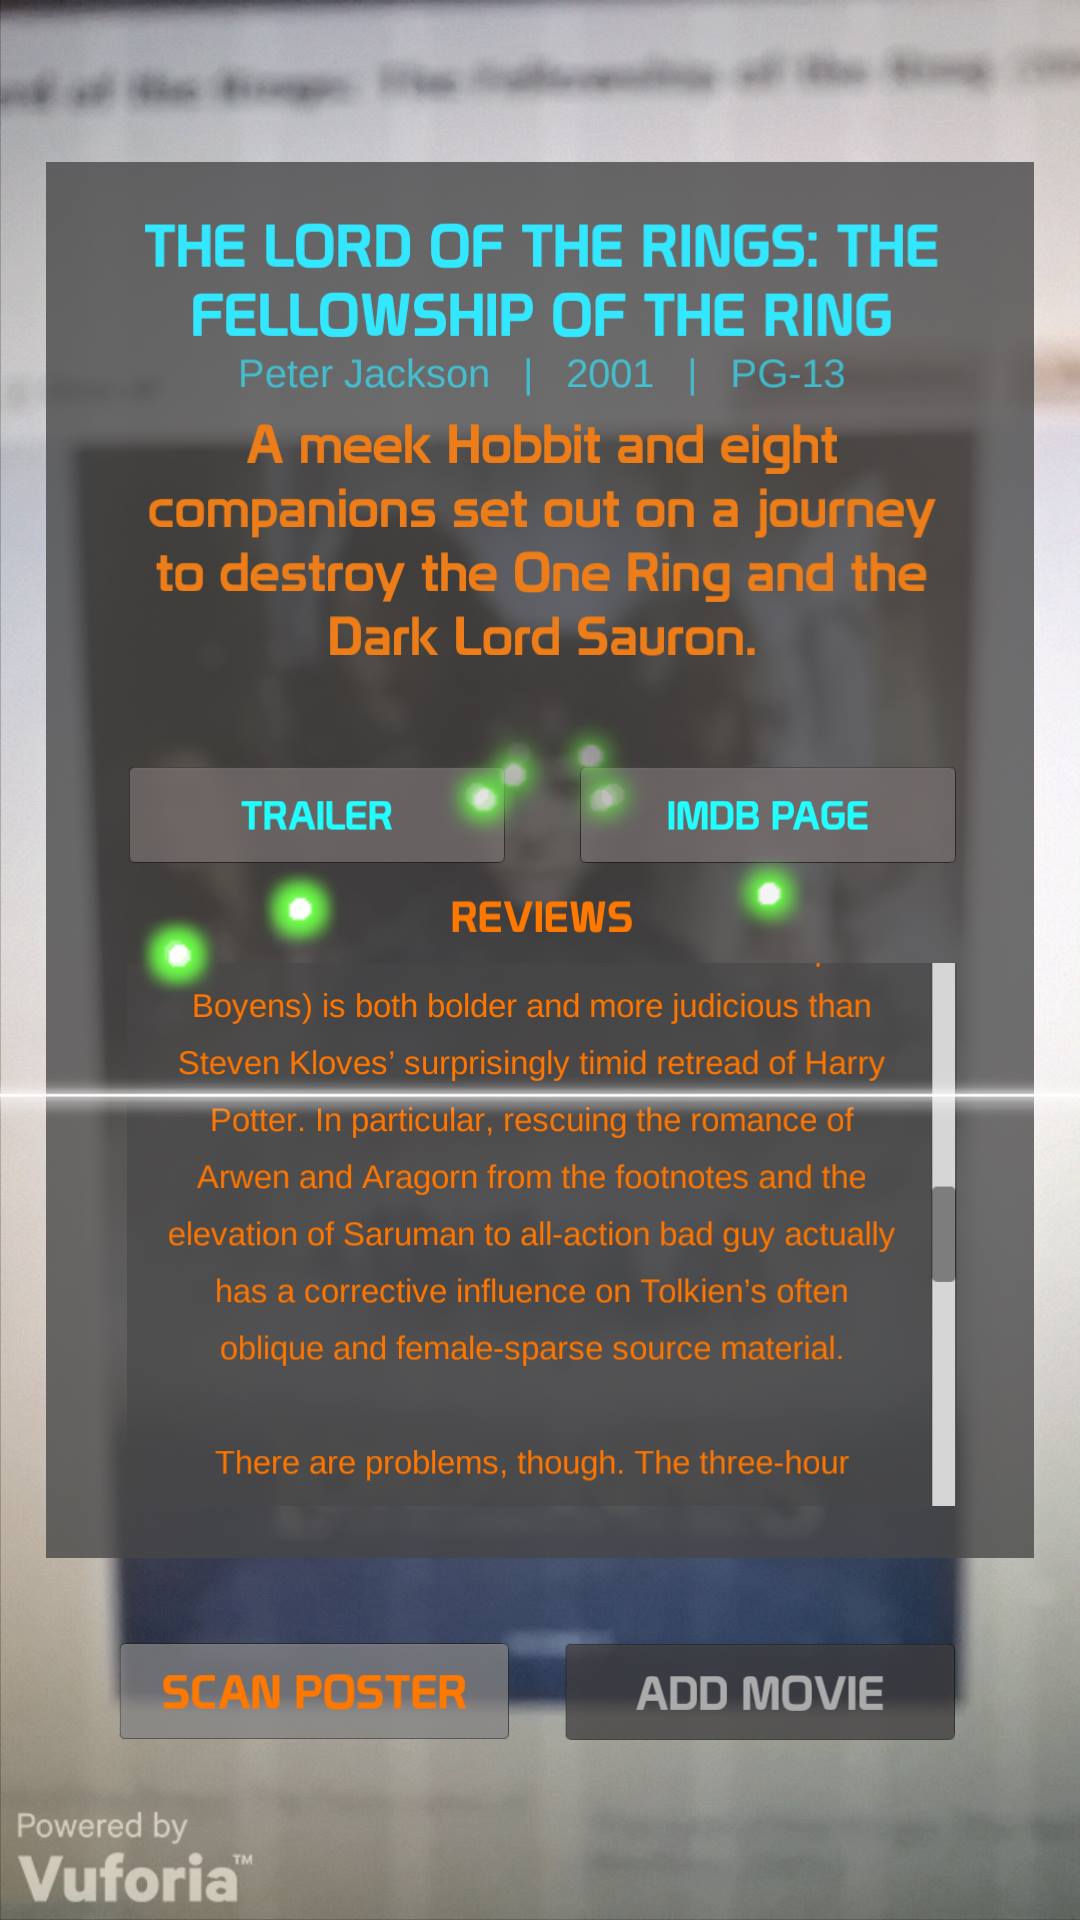 THE LORD OF THE RINGS: THE
FELLOWSHIP OF THE RING
Peter Jackson | 2001 | PG-13
A meek Hobbit and eight
companions set out on a journey
to destroy the One Ring and the
Dark Lord Sauron.
TRAILER
IMDB PAGE
REVIEWS
Boyens) is both bolder and more judicious than
Steven Kloves’ surprisingly timid retread of Harry
Potter. In particular, rescuing the romance of
Arwen and Aragorn from the footnotes and the
elevation of Saruman to all-action bad guy actually
has a corrective influence on Tolkien’s often
oblique and female-sparse source material.
There are problems, though. The three-hour
SCAN POSTER
ADD MOVIE
Powered by
Vuforia™